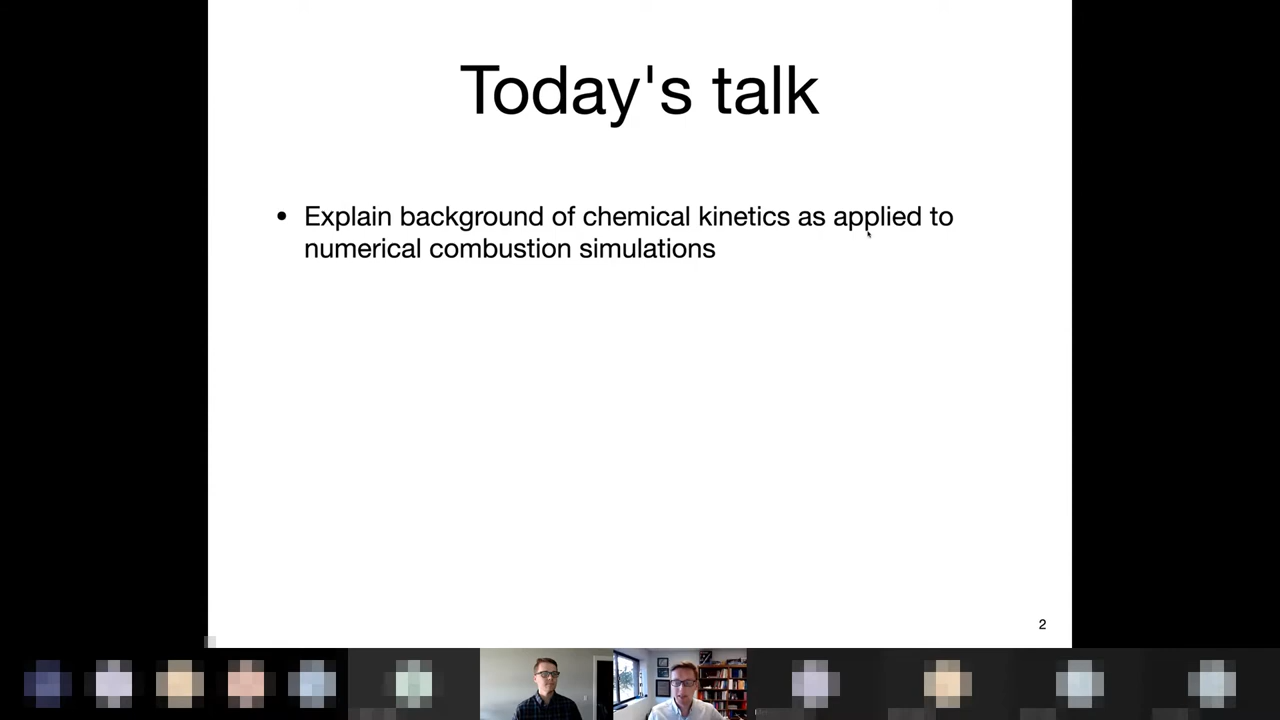 Today's talk
• Explain background of chemical kinetics as applied to
numerical combustion simulations
2